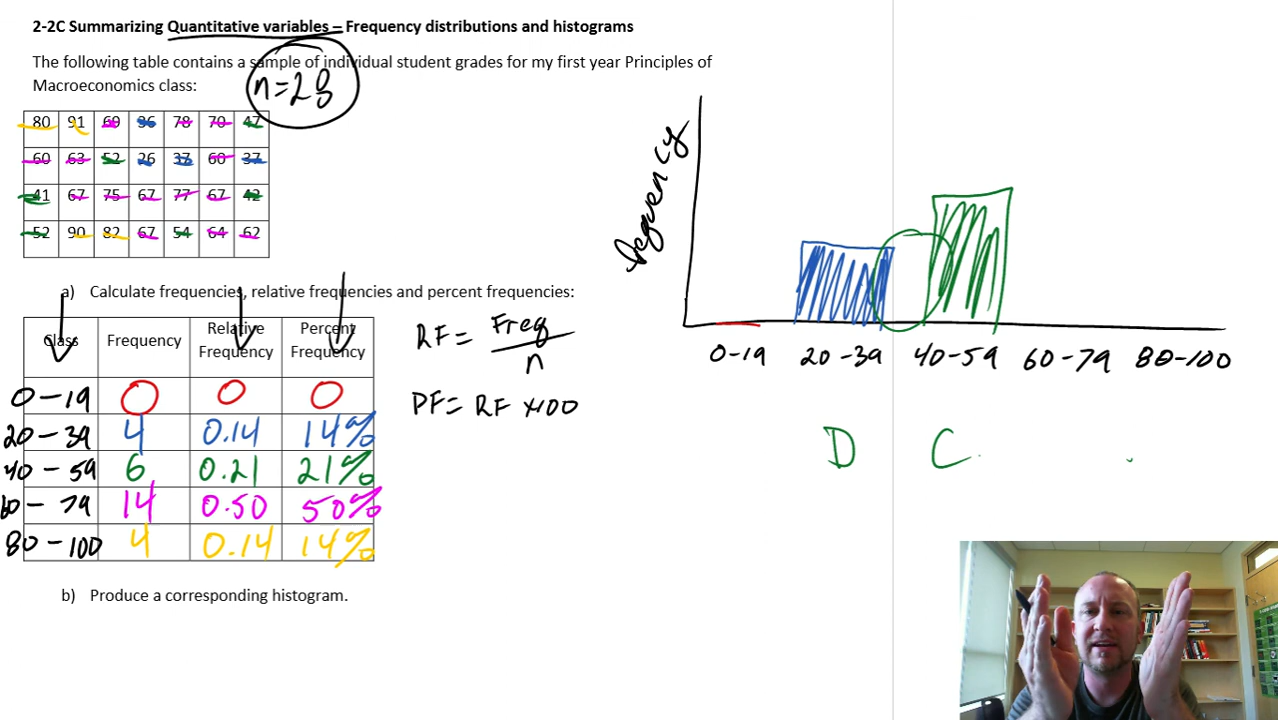 2-2C Summarizing Quantitative variables – Frequency distributions and histograms
The following table contains a sample of individual student grades for my first year Principles of
Macroeconomics class:
n=28
80 91 69 36 78 70 47
60 63 52 26 37 60 37
41 67 75 67 77 67 42
52 90 82 67 54 64 62
a) Calculate frequencies, relative frequencies and percent frequencies:
Class Frequency Relative Frequency Percent Frequency
0-19 0 0 0
20-39 4 0.14 14%
40-59 6 0.21 21%
60-79 14 0.50 50%
80-100 4 0.14 14%
RF = Freq / n
PF = RF x100
b) Produce a corresponding histogram.
frequency
0-19 20-39 40-59 60-79 80-100
D C